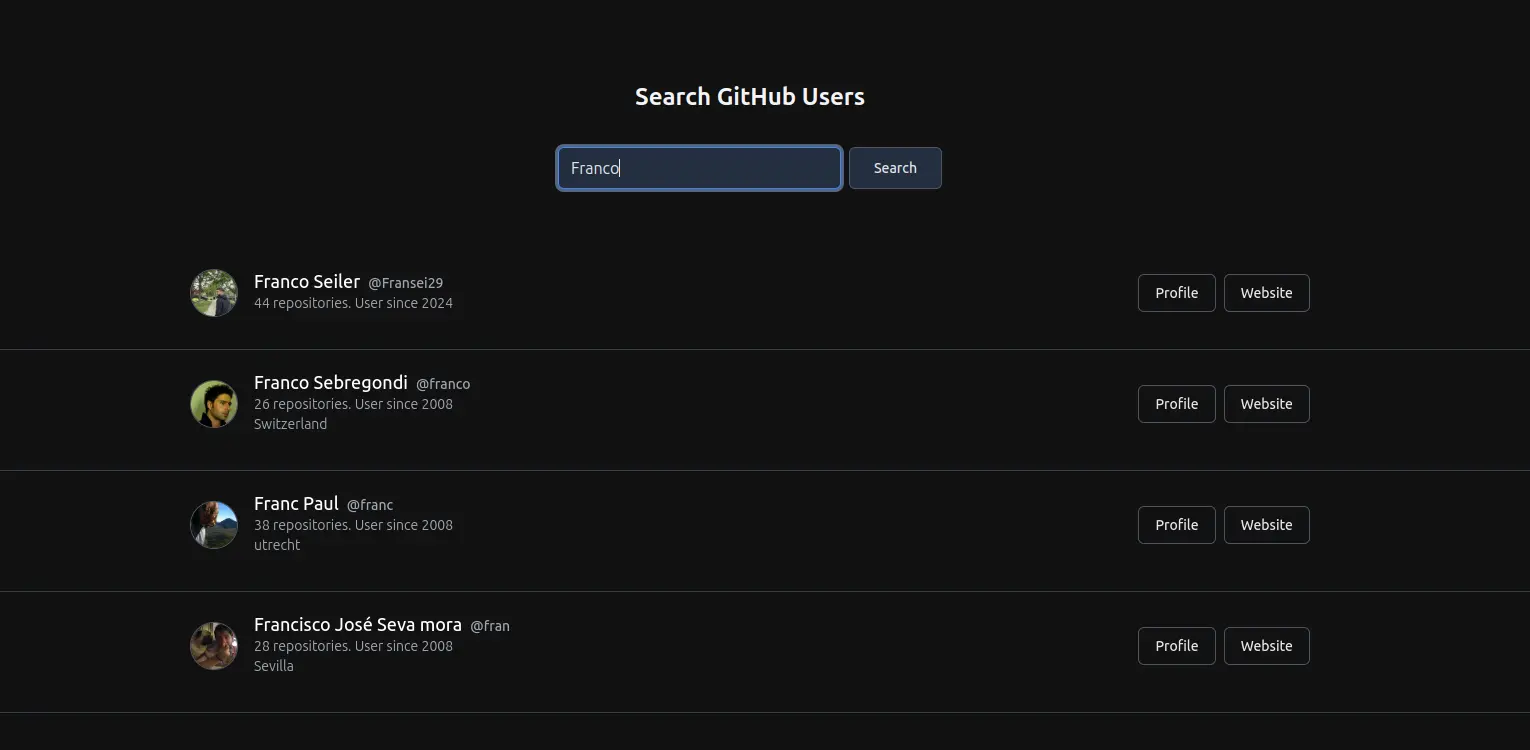 Search GitHub Users
Franco
Search
Franco Seiler @Fransei29
44 repositories. User since 2024
Profile
Website
Franco Sebregondi @franco
26 repositories. User since 2008
Switzerland
Profile
Website
Franc Paul @franc
38 repositories. User since 2008
utrecht
Profile
Website
Francisco José Seva mora @fran
28 repositories. User since 2008
Sevilla
Profile
Website